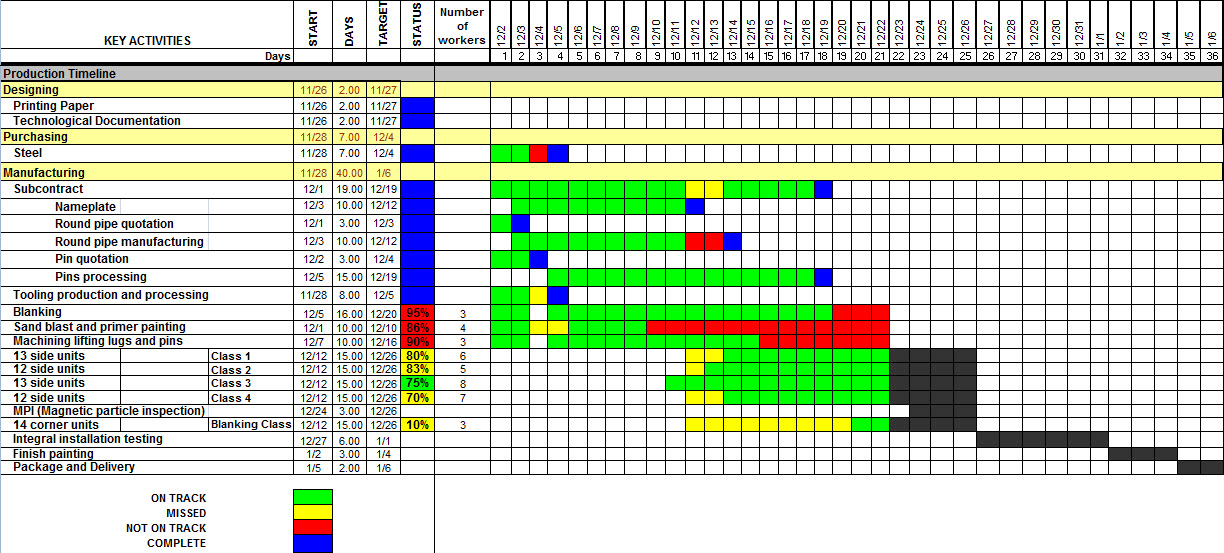 KEY ACTIVITIES START DAYS TARGET STATUS Number of workers 12/2 12/3 12/4 12/5 12/6 12/7 12/8 12/9 12/10 12/11 12/12 12/13 12/14 12/15 12/16 12/17 12/18 12/19 12/20 12/21 12/22 12/23 12/24 12/25 12/26 12/27 12/28 12/29 12/30 12/31 1/1 1/2 1/3 1/4 1/5 1/6
Days 1 2 3 4 5 6 7 8 9 10 11 12 13 14 15 16 17 18 19 20 21 22 23 24 25 26 27 28 29 30 31 32 33 34 35 36
Production Timeline
Designing 11/26 2.00 11/27
Printing Paper 11/26 2.00 11/27
Technological Documentation 11/26 2.00 11/27
Purchasing 11/28 7.00 12/4
Steel 11/28 7.00 12/4
Manufacturing 11/28 40.00 1/6
Subcontract 12/1 19.00 12/19
Nameplate 12/3 10.00 12/12
Round pipe quotation 12/1 3.00 12/3
Round pipe manufacturing 12/3 10.00 12/12
Pin quotation 12/2 3.00 12/4
Pins processing 12/5 15.00 12/19
Tooling production and processing 11/28 8.00 12/5
Blanking 12/5 16.00 12/20 95% 3
Sand blast and primer painting 12/1 10.00 12/10 86% 4
Machining lifting lugs and pins 12/7 10.00 12/16 90% 3
13 side units Class 1 12/12 15.00 12/26 80% 6
12 side units Class 2 12/12 15.00 12/26 83% 5
13 side units Class 3 12/12 15.00 12/26 75% 8
12 side units Class 4 12/12 15.00 12/26 70% 7
MPI (Magnetic particle inspection) 12/24 3.00 12/26
14 corner units Blanking Class 12/12 15.00 12/26 10% 3
Integral installation testing 12/27 6.00 1/1
Finish painting 1/2 3.00 1/4
Package and Delivery 1/5 2.00 1/6
ON TRACK
MISSED
NOT ON TRACK
COMPLETE